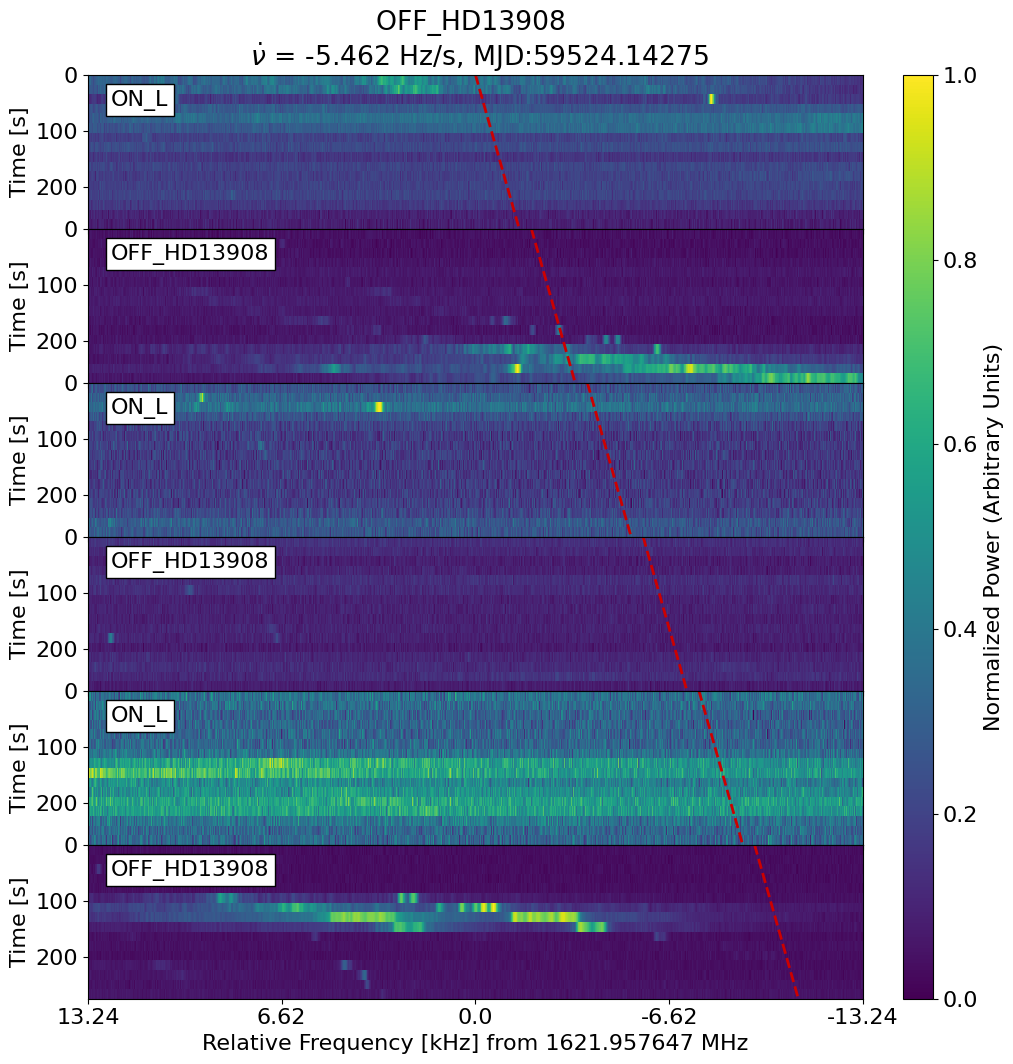 OFF_HD13908
ν̇ = -5.462 Hz/s, MJD:59524.14275
0
ON_L
100
Time [s]
200
0
OFF_HD13908
100
Time [s]
200
0
ON_L
100
Time [s]
200
0
OFF_HD13908
100
Time [s]
200
0
ON_L
100
Time [s]
200
0
OFF_HD13908
100
Time [s]
200
13.24 6.62 0.0 -6.62 -13.24
Relative Frequency [kHz] from 1621.957647 MHz
1.0
0.8
0.6
0.4
0.2
0.0
Normalized Power (Arbitrary Units)